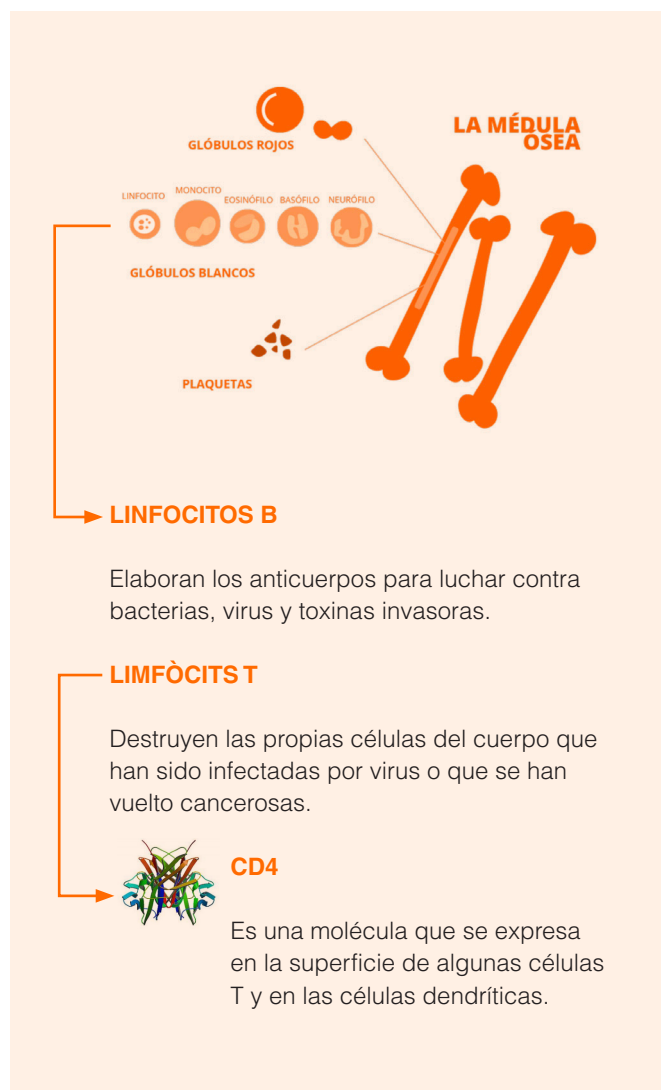 LA MÉDULA
ÓSEA
GLÓBULOS ROJOS
LINFOCITO
MONOCITO
EOSINÓFILO
BASÓFILO
NEURÓFILO
GLÓBULOS BLANCOS
PLAQUETAS
LINFOCITOS B
Elaboran los anticuerpos para luchar contra
bacterias, virus y toxinas invasoras.
LIMFÒCITS T
Destruyen las propias células del cuerpo que
han sido infectadas por virus o que se han
vuelto cancerosas.
CD4
Es una molécula que se expresa
en la superficie de algunas células
T y en las células dendríticas.